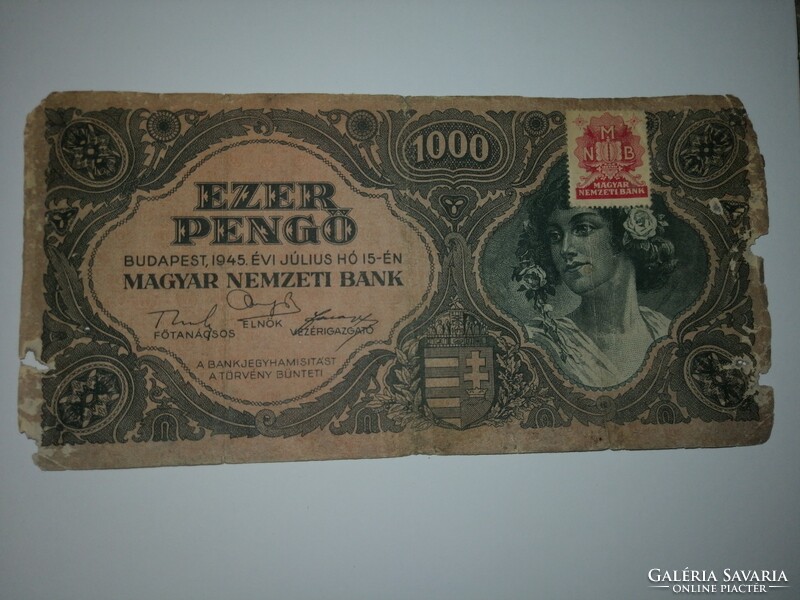 1000
M
N B
MAGYAR
NEMZETI BANK
EZER
PENGŐ
BUDAPEST, 1945. ÉVI JÚLIUS HÓ 15-ÉN
MAGYAR NEMZETI BANK
FŐTANÁCSOS ELNÖK VEZÉRIGAZGATÓ
A BANKJEGYHAMISITÁST
A TÖRVÉNY BÜNTETI
GALÉRIA SAVARIA
ONLINE PIACTÉR